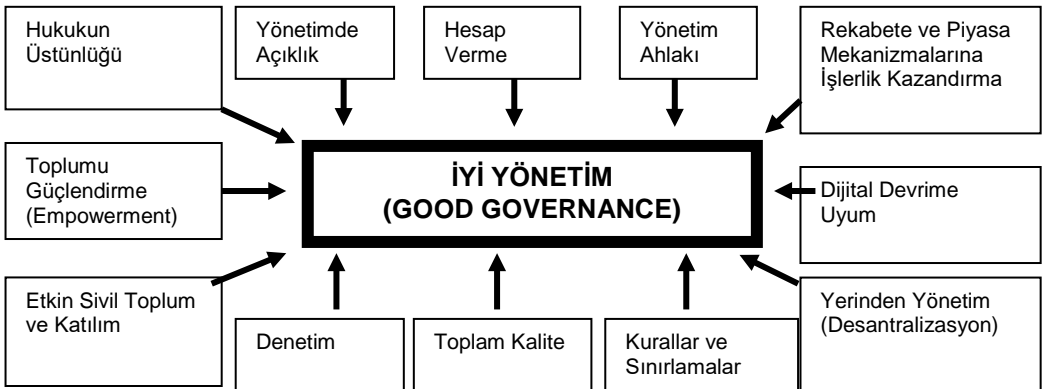 Hukukun
Üstünlüğü
Yönetimde
Açıklık
Hesap
Verme
Yönetim
Ahlakı
Rekabete ve Piyasa
Mekanizmalarına
İşlerlik Kazandırma
Toplumu
Güçlendirme
(Empowerment)
İYİ YÖNETİM
(GOOD GOVERNANCE)
Dijital Devrime
Uyum
Etkin Sivil Toplum
ve Katılım
Denetim
Toplam Kalite
Kurallar ve
Sınırlamalar
Yerinden Yönetim
(Desantralizasyon)